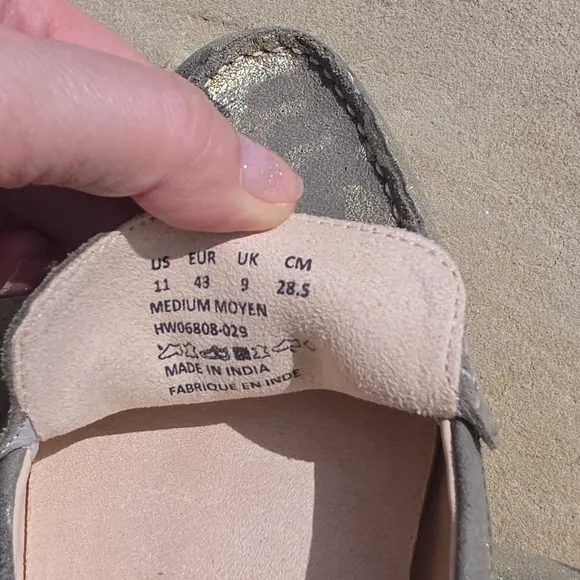 US EUR UK CM
11 43 9 28.5
MEDIUM MOYEN
HW06808-029
MADE IN INDIA
FABRIQUE EN INDE